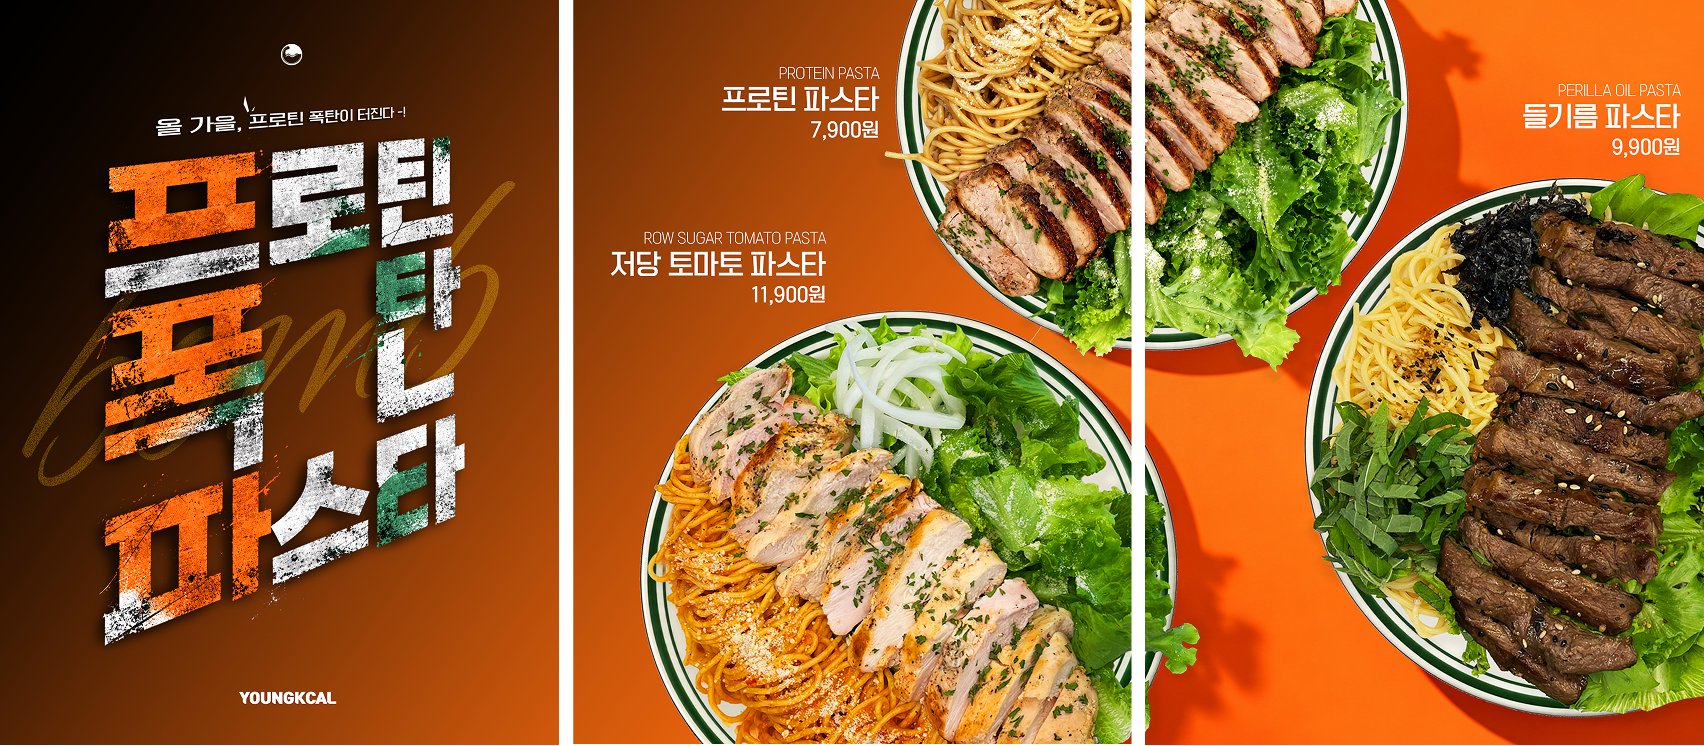 올 가을, 프로틴 폭탄이 터진다-!
프로틴
폭탄
파스타
bomb
YOUNGKCAL
PROTEIN PASTA
프로틴 파스타
7,900원
ROW SUGAR TOMATO PASTA
저당 토마토 파스타
11,900원
PERILLA OIL PASTA
들기름 파스타
9,900원